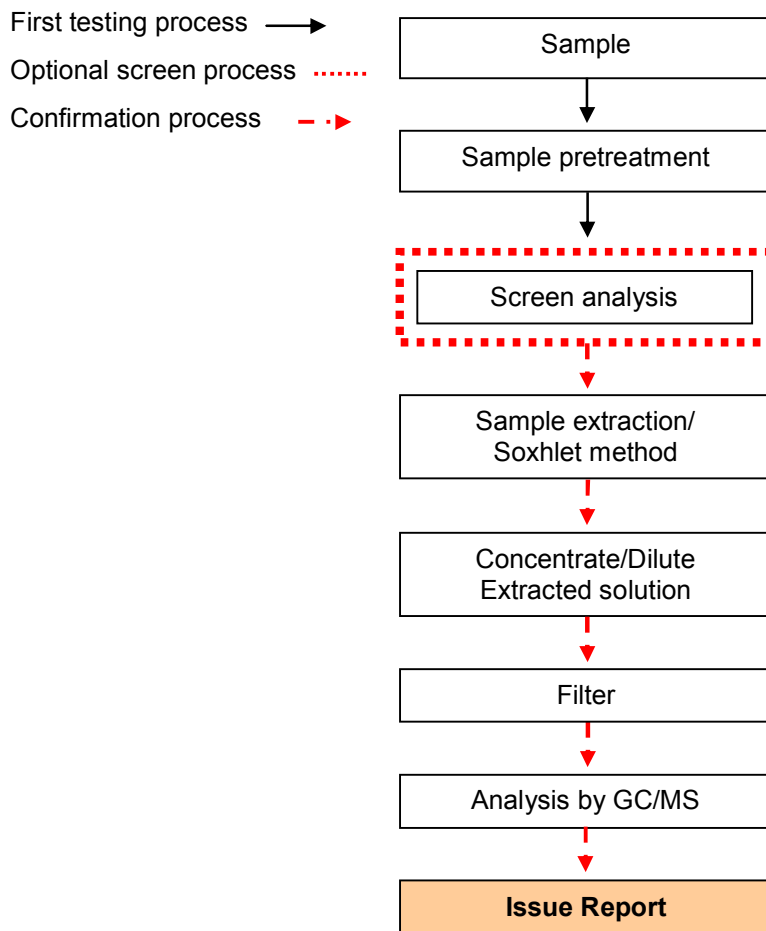 First testing process
Optional screen process
Confirmation process
Sample
Sample pretreatment
Screen analysis
Sample extraction/
Soxhlet method
Concentrate/Dilute
Extracted solution
Filter
Analysis by GC/MS
Issue Report